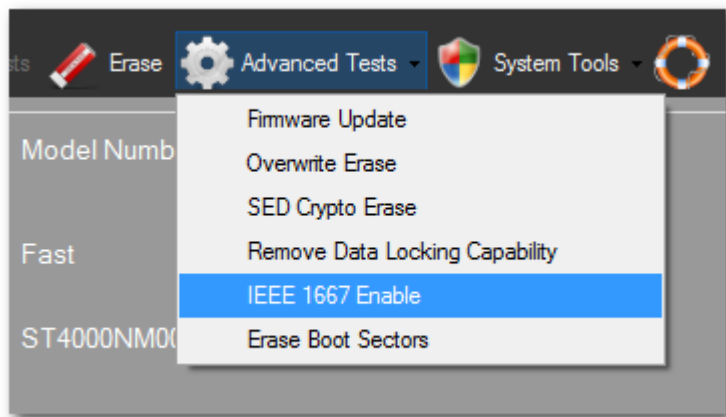 sts Erase Advanced Tests System Tools
Firmware Update
Model Numb
Overwrite Erase
SED Crypto Erase
Fast
Remove Data Locking Capability
IEEE 1667 Enable
ST4000NM00
Erase Boot Sectors